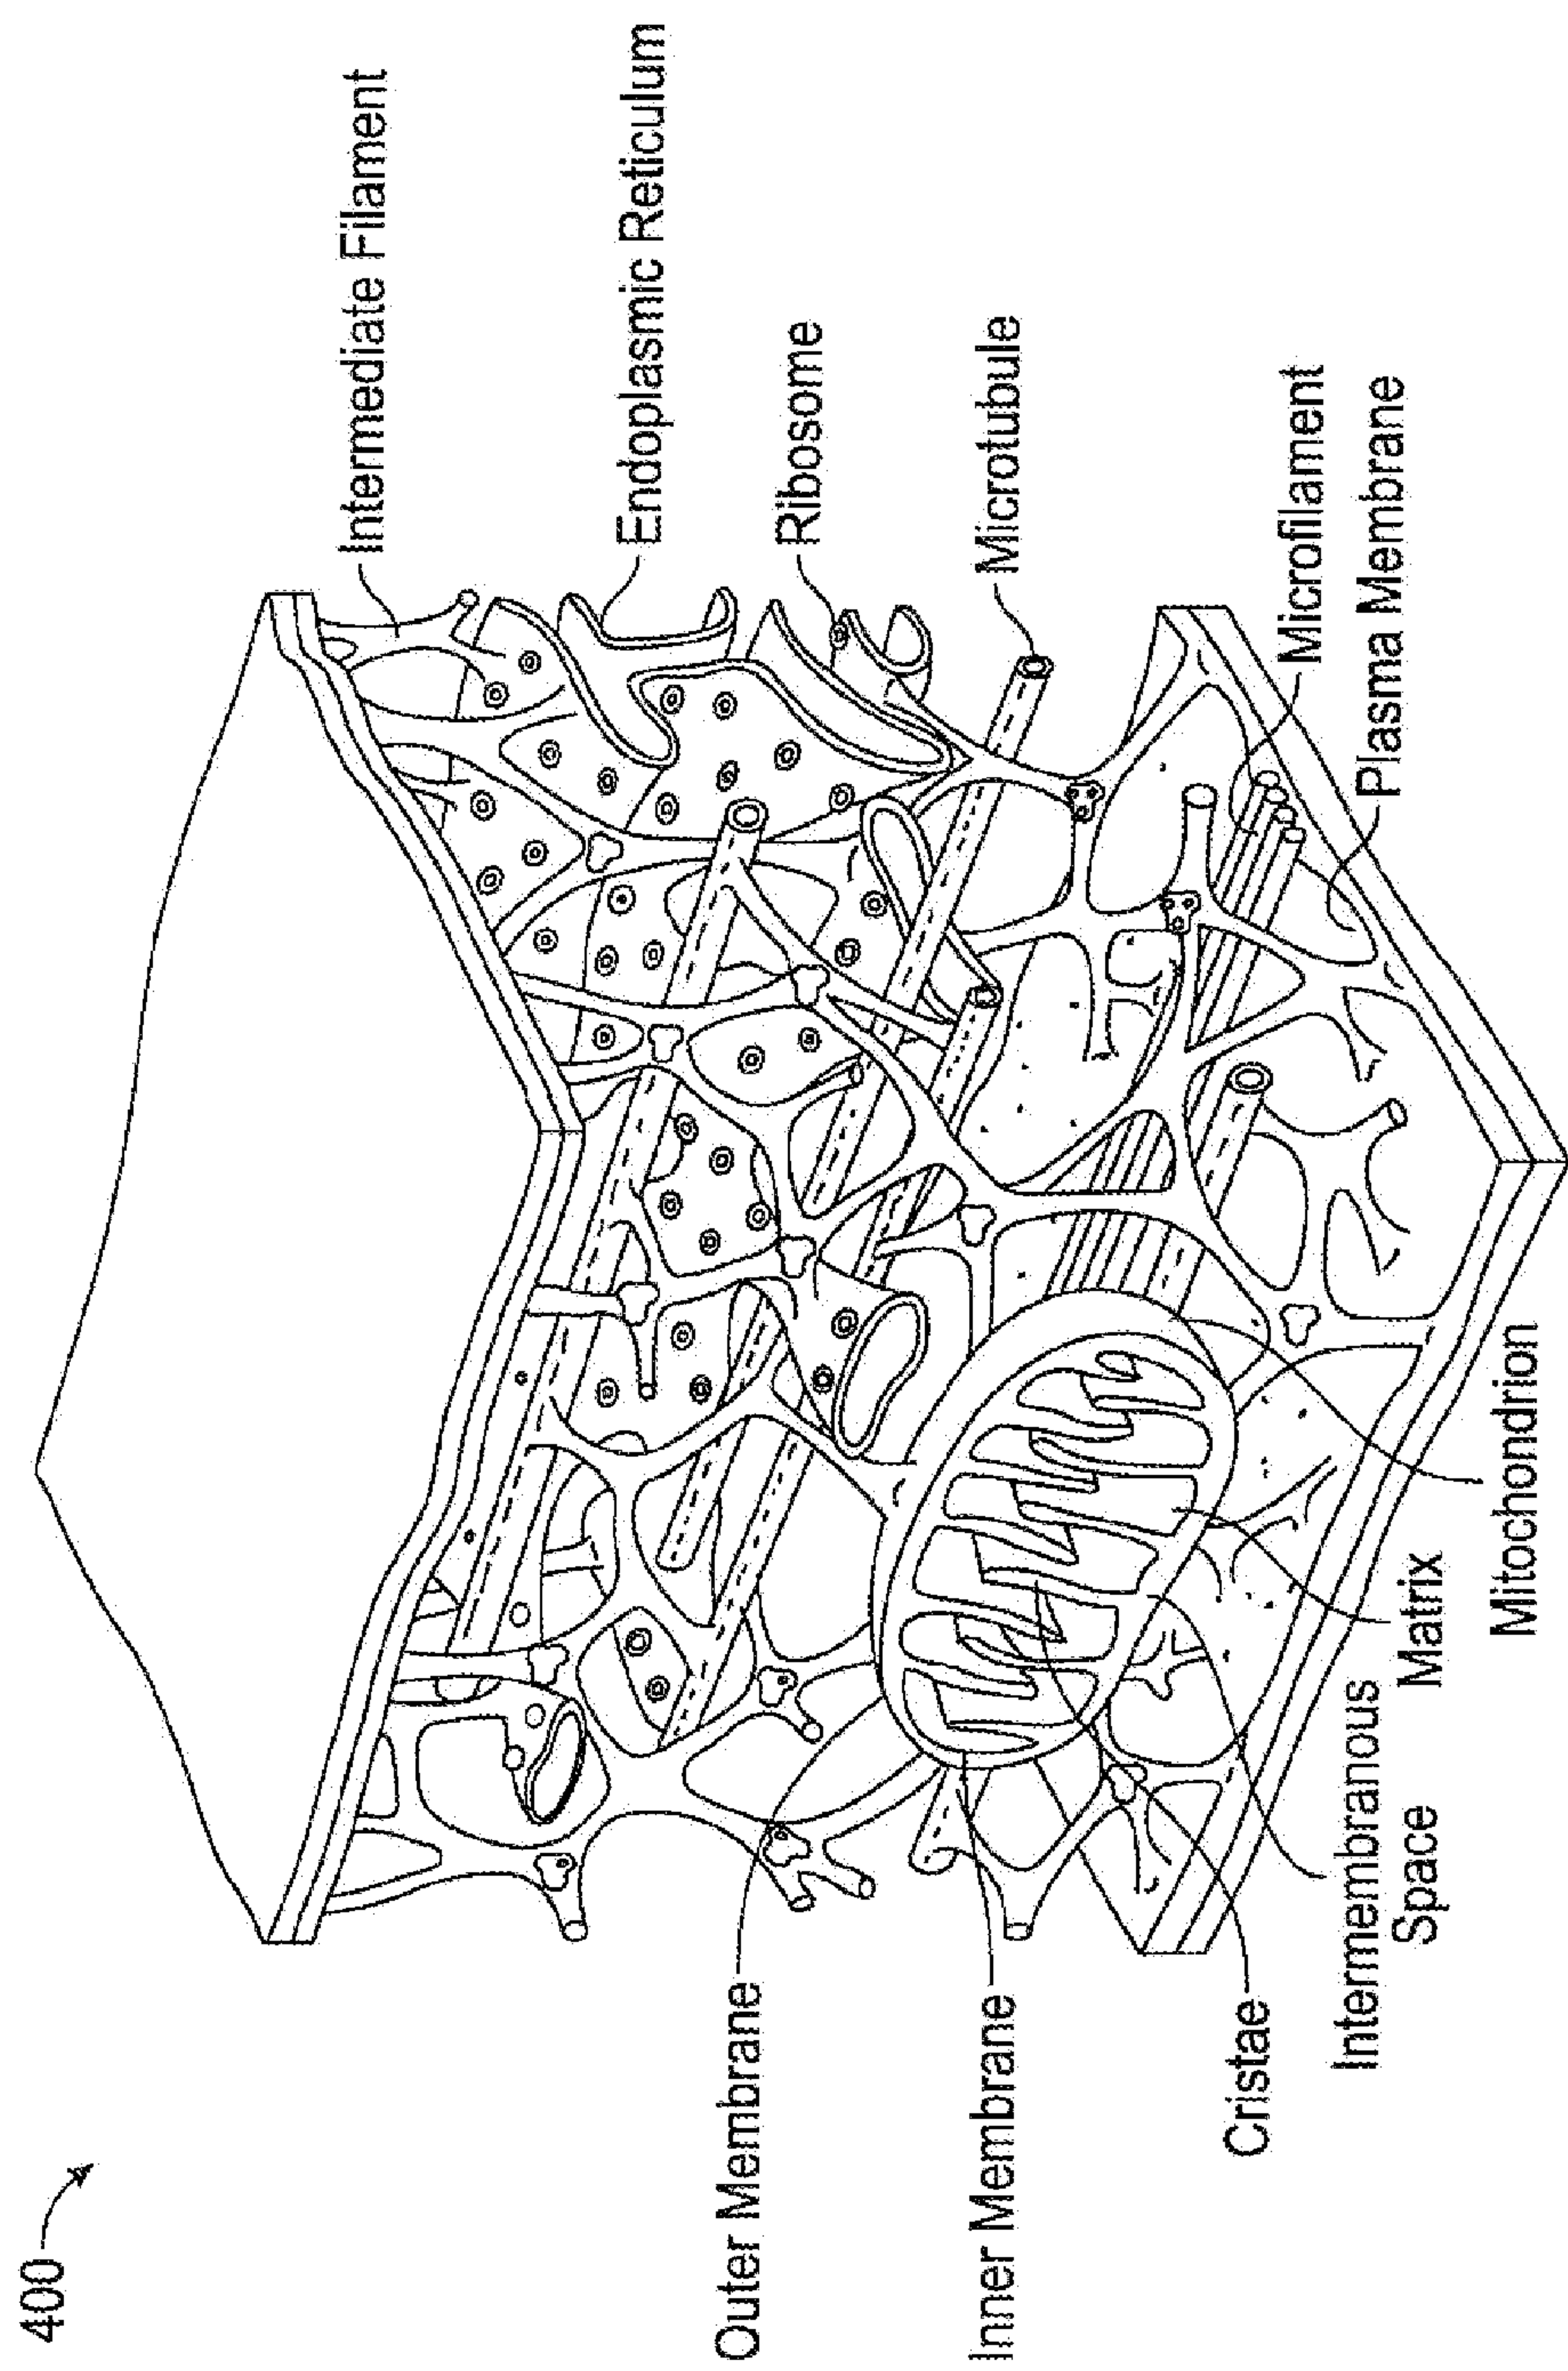 400
Intermediate Filament
Endoplasmic Reticulum
Ribosome
Microtubule
Microfilament
Plasma Membrane
Outer Membrane
Inner Membrane
Cristae
Intermembranous
Space
Matrix
Mitochondrion